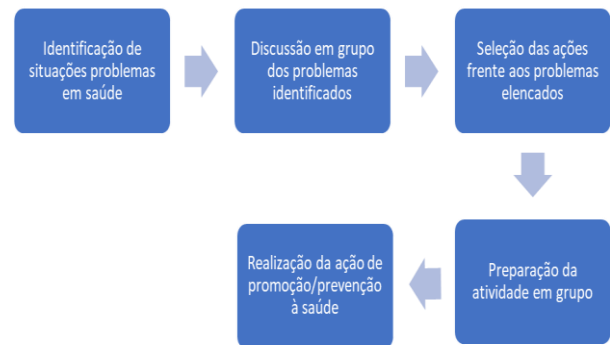 Identificação de
situações problemas
em saúde
Discussão em grupo
dos problemas
identificados
Seleção das ações
frente aos problemas
elencados
Preparação da
atividade em grupo
Realização da ação de
promoção/prevenção
à saúde